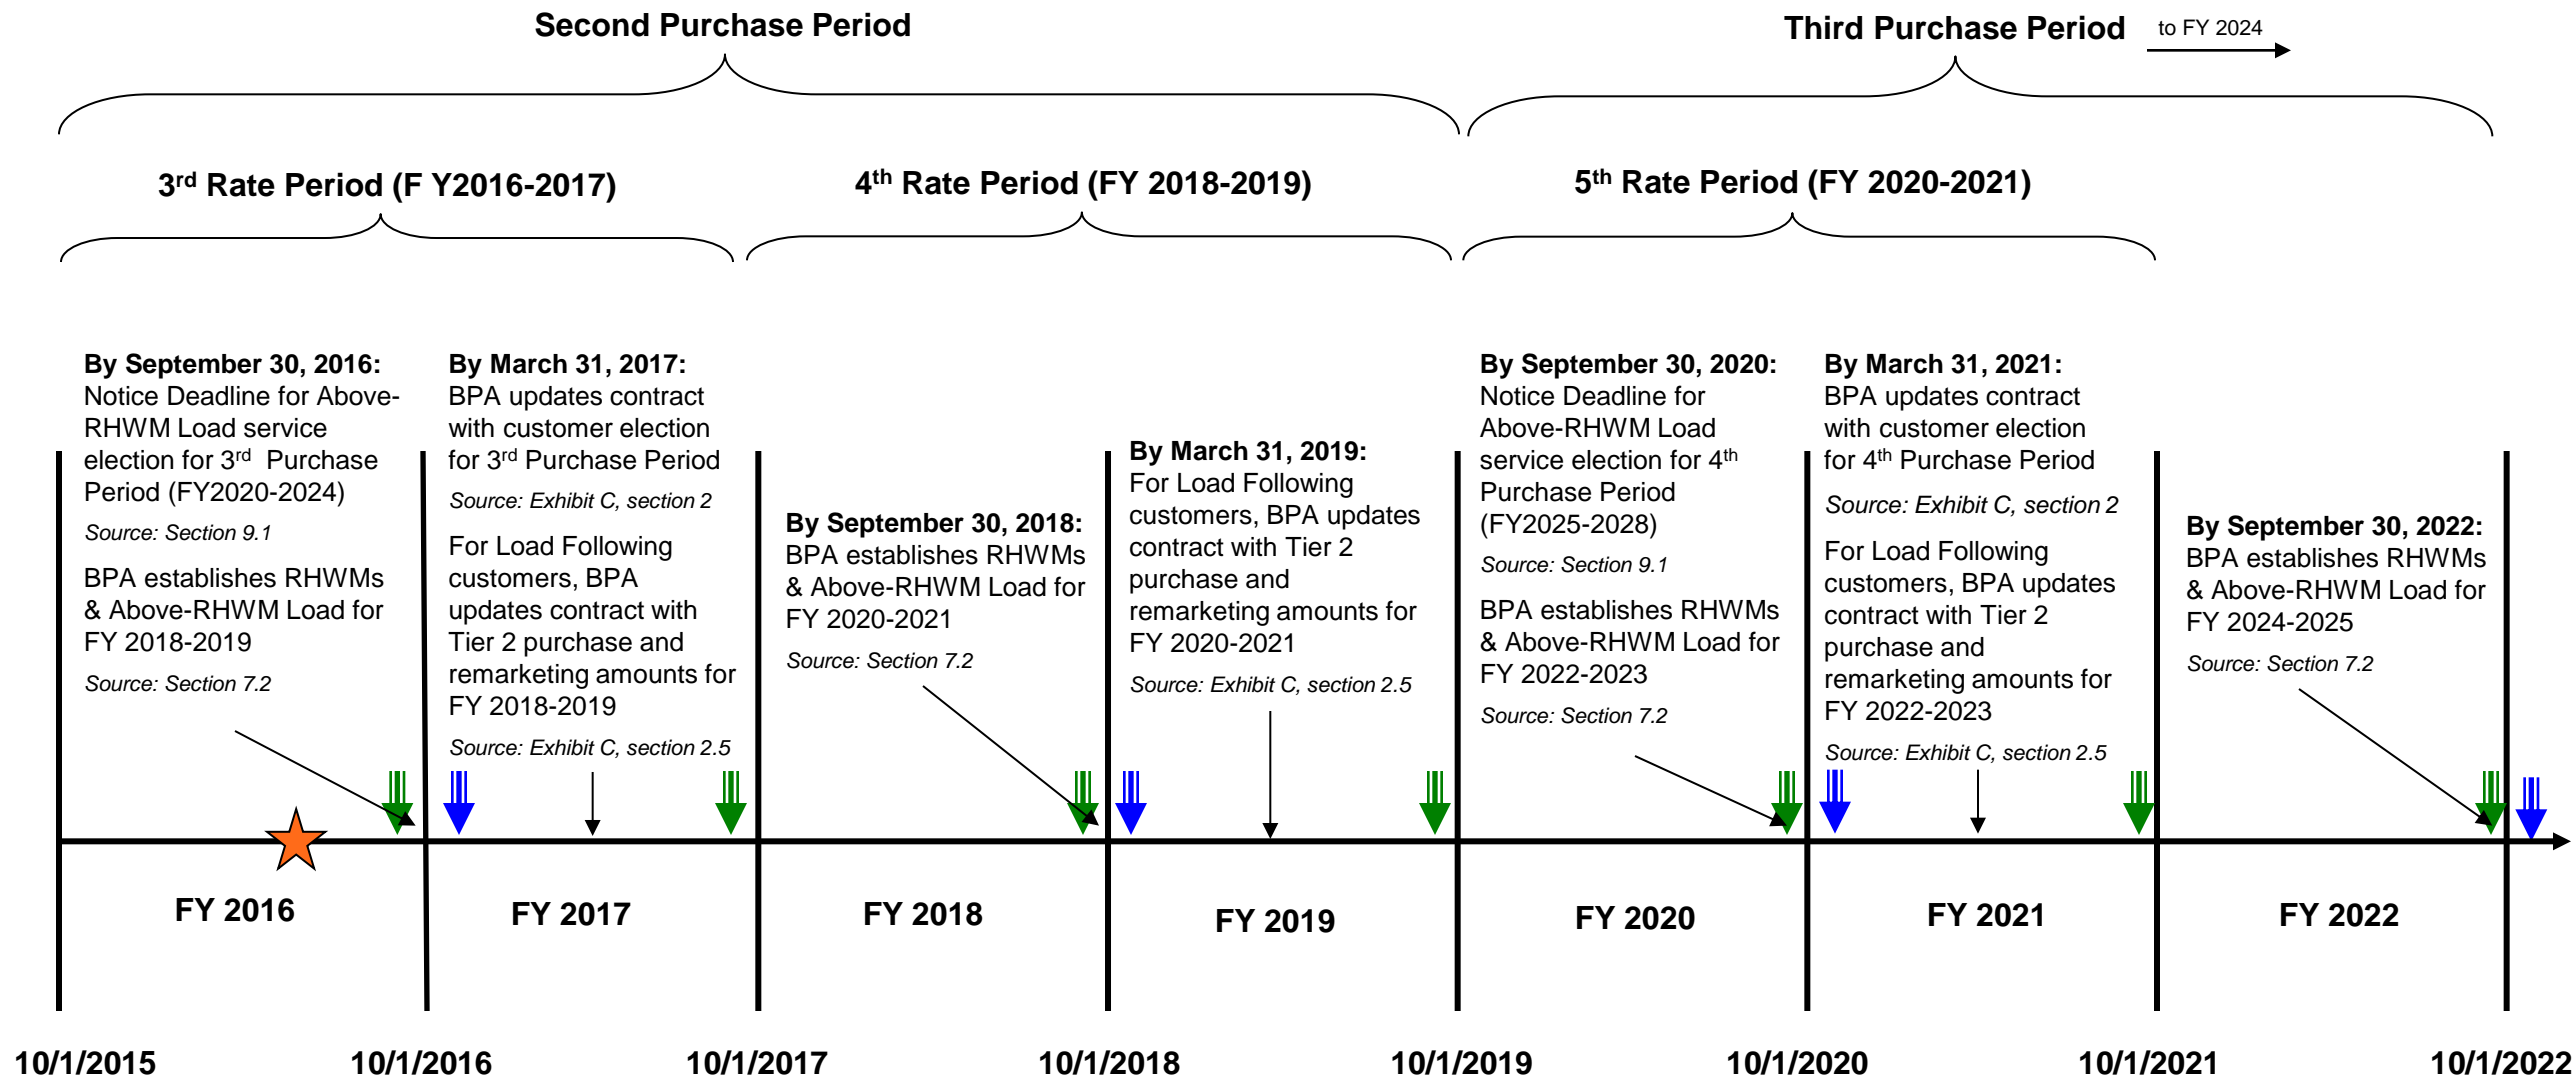 Second Purchase Period
Third Purchase Period
to FY 2024
3rd Rate Period (F Y2016-2017)
4th Rate Period (FY 2018-2019)
5th Rate Period (FY 2020-2021)
By September 30, 2016:
Notice Deadline for Above-
RHWM Load service
election for 3rd Purchase
Period (FY2020-2024)
Source: Section 9.1
BPA establishes RHWMs
& Above-RHWM Load for
FY 2018-2019
Source: Section 7.2
By March 31, 2017:
BPA updates contract
with customer election
for 3rd Purchase Period
Source: Exhibit C, section 2
For Load Following
customers, BPA
updates contract with
Tier 2 purchase and
remarketing amounts for
FY 2018-2019
Source: Exhibit C, section 2.5
By September 30, 2018:
BPA establishes RHWMs
& Above-RHWM Load for
FY 2020-2021
Source: Section 7.2
By March 31, 2019:
For Load Following
customers, BPA updates
contract with Tier 2
purchase and
remarketing amounts for
FY 2020-2021
Source: Exhibit C, section 2.5
By September 30, 2020:
Notice Deadline for
Above-RHWM Load
service election for 4th
Purchase Period
(FY2025-2028)
Source: Section 9.1
BPA establishes RHWMs
& Above-RHWM Load for
FY 2022-2023
Source: Section 7.2
By March 31, 2021:
BPA updates contract
with customer election
for 4th Purchase Period
Source: Exhibit C, section 2
For Load Following
customers, BPA updates
contract with Tier 2
purchase and
remarketing amounts for
FY 2022-2023
Source: Exhibit C, section 2.5
By September 30, 2022:
BPA establishes RHWMs
& Above-RHWM Load for
FY 2024-2025
Source: Section 7.2
FY 2016
FY 2017
FY 2018
FY 2019
FY 2020
FY 2021
FY 2022
10/1/2015
10/1/2016
10/1/2017
10/1/2018
10/1/2019
10/1/2020
10/1/2021
10/1/2022